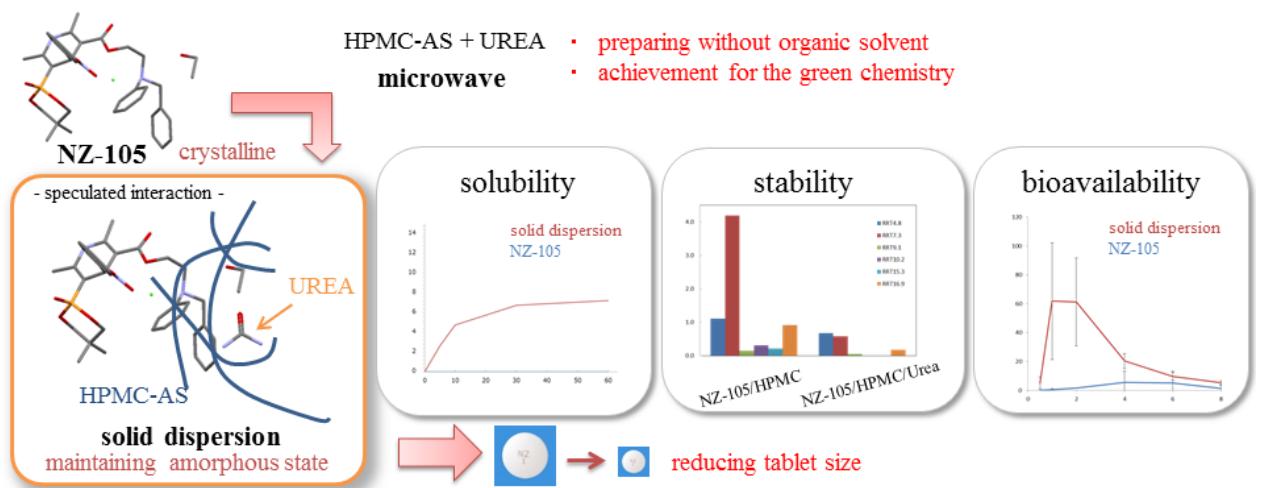 HPMC-AS + UREA
microwave
· preparing without organic solvent
· achievement for the green chemistry
NZ-105 crystalline
- speculated interaction -
UREA
HPMC-AS
solid dispersion
maintaining amorphous state
solubility
solid dispersion
NZ-105
14
12
10
8
6
4
2
0
0 10 20 30 40 50 60
stability
4.0
3.0
2.0
1.0
0.0
RRT4.8
RRT7.3
RRT9.1
RRT10.2
RRT15.3
RRT16.9
NZ-105/HPMC
NZ-105/HPMC/Urea
bioavailability
solid dispersion
NZ-105
120
100
80
60
40
20
0
0 2 4 6 8
NZ
1
reducing tablet size